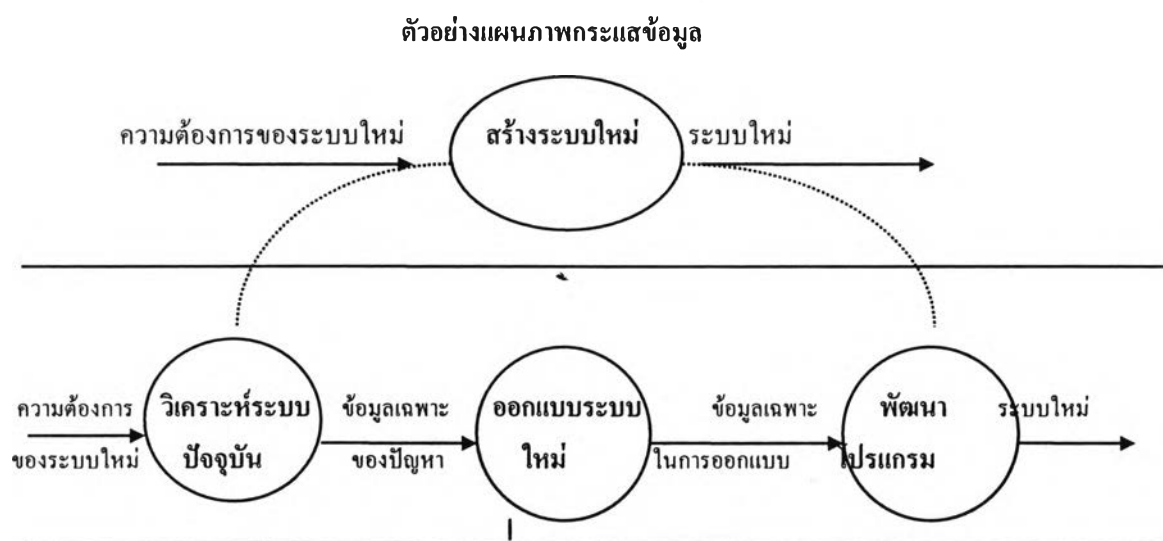 ตัวอย่างแผนภาพกระแสข้อมูล
ความต้องการของระบบใหม่
สร้างระบบใหม่
ระบบใหม่
ความต้องการ
ของระบบใหม่
วิเคราะห์ระบบ
ปัจจุบัน
ข้อมูลเฉพาะ
ของปัญหา
ออกแบบระบบ
ใหม่
ข้อมูลเฉพาะ
ในการออกแบบ
พัฒนา
โปรแกรม
ระบบใหม่